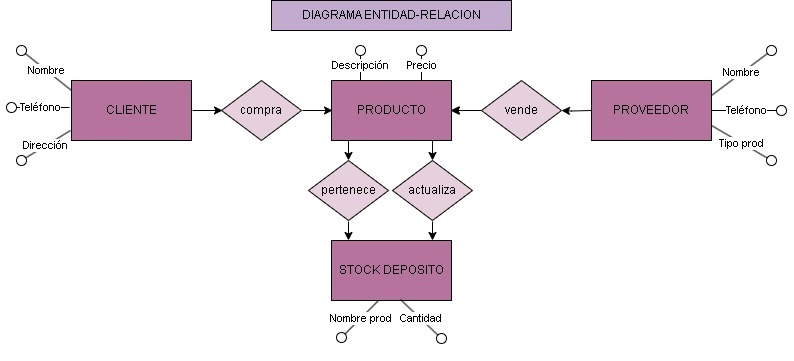 DIAGRAMA ENTIDAD-RELACION
Descripción
Precio
Nombre
Nombre
CLIENTE
compra
PRODUCTO
vende
PROVEEDOR
Teléfono
Teléfono
Dirección
Tipo prod
pertenece
actualiza
STOCK DEPOSITO
Nombre prod
Cantidad